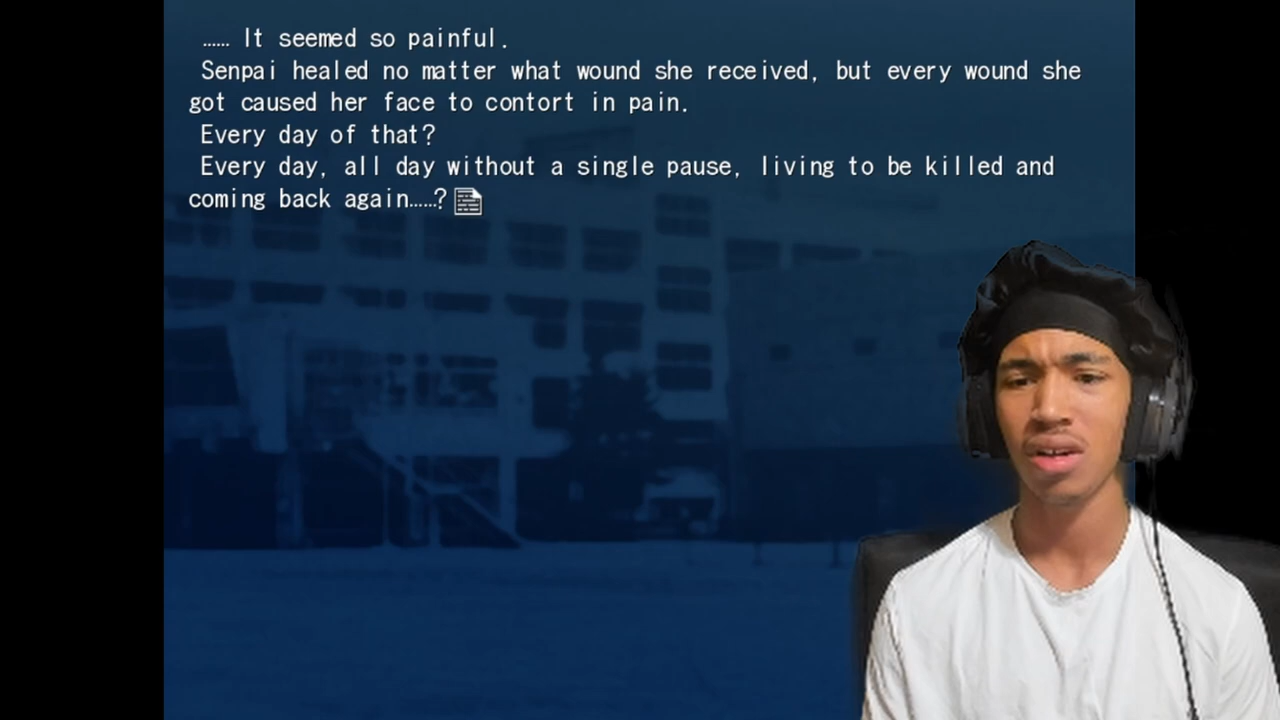 …… It seemed so painful.
Senpai healed no matter what wound she received, but every wound she
got caused her face to contort in pain.
Every day of that?
Every day, all day without a single pause, living to be killed and
coming back again……?